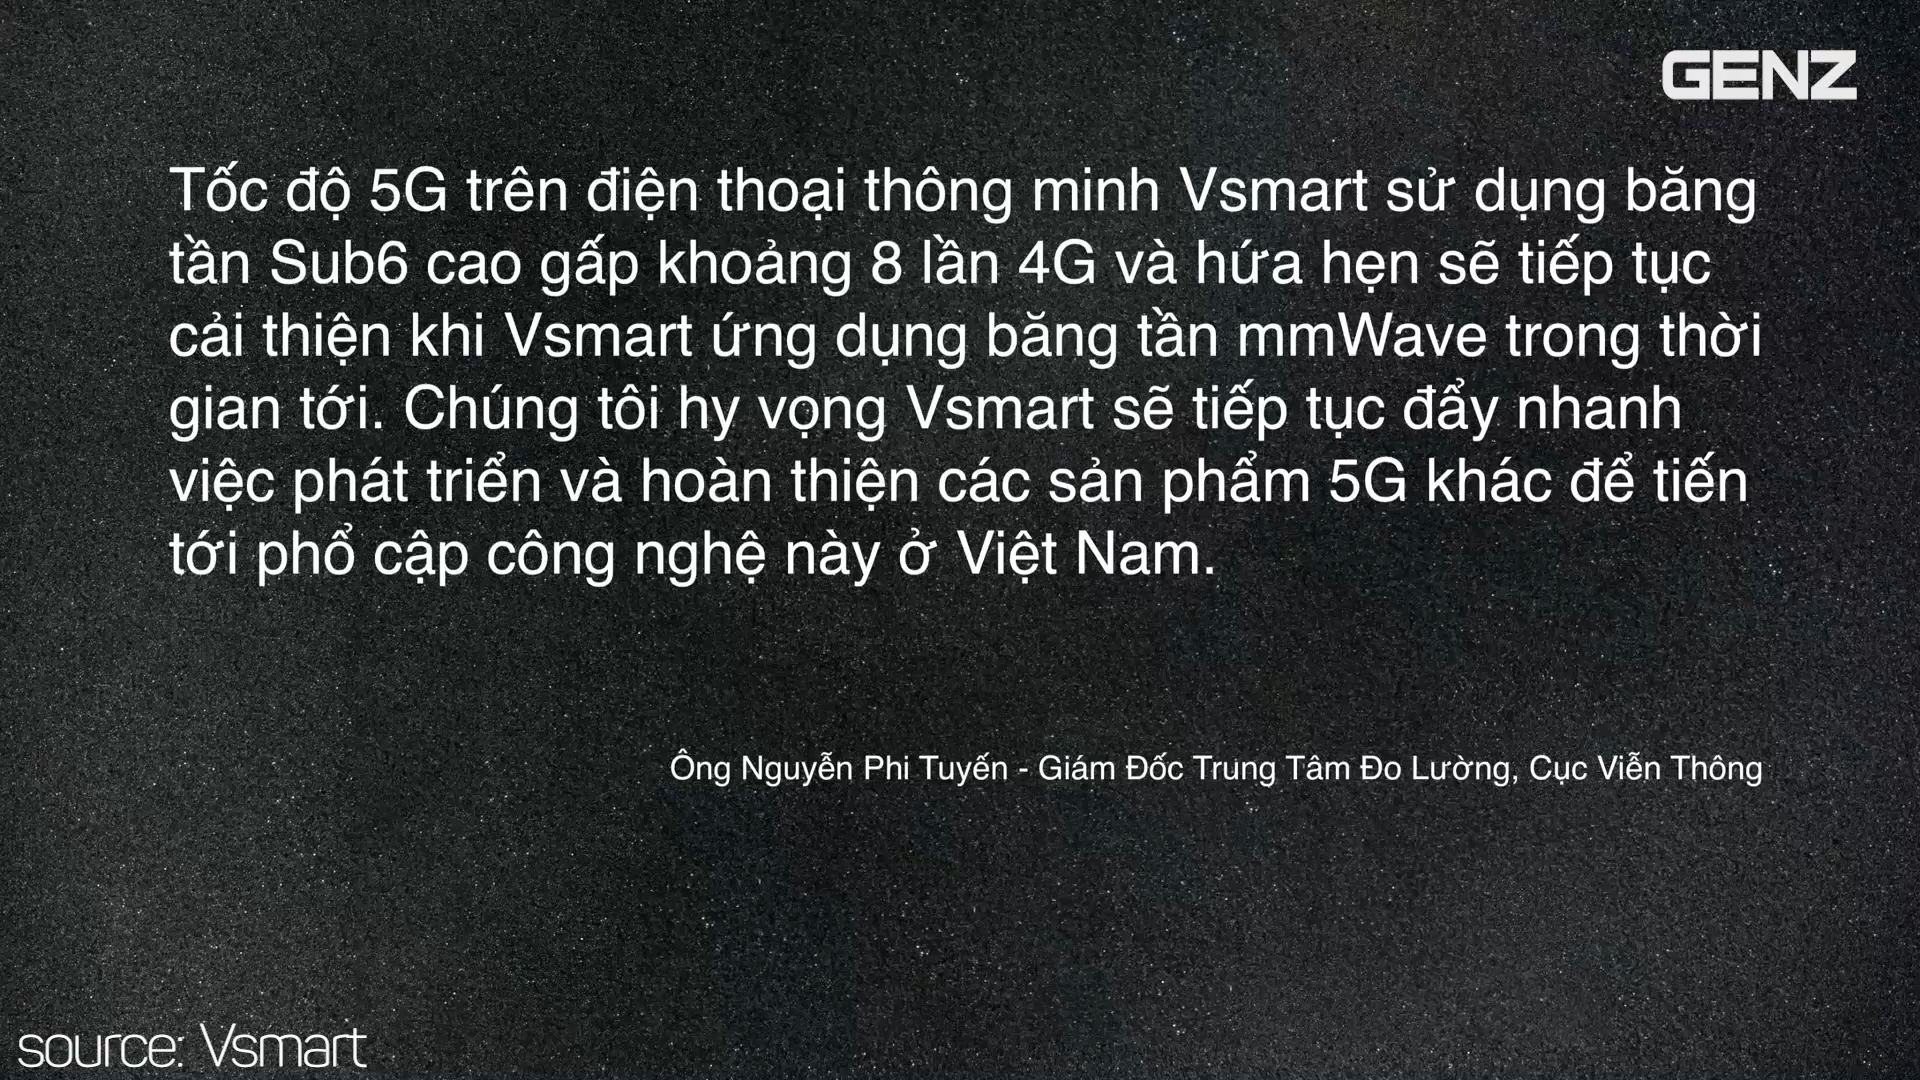 GENZ
Tốc độ 5G trên điện thoại thông minh Vsmart sử dụng băng
tần Sub6 cao gấp khoảng 8 lần 4G và hứa hẹn sẽ tiếp tục
cải thiện khi Vsmart ứng dụng băng tần mmWave trong thời
gian tới. Chúng tôi hy vọng Vsmart sẽ tiếp tục đẩy nhanh
việc phát triển và hoàn thiện các sản phẩm 5G khác để tiến
tới phổ cập công nghệ này ở Việt Nam.
Ông Nguyễn Phi Tuyến - Giám Đốc Trung Tâm Đo Lường, Cục Viễn Thông
source: Vsmart